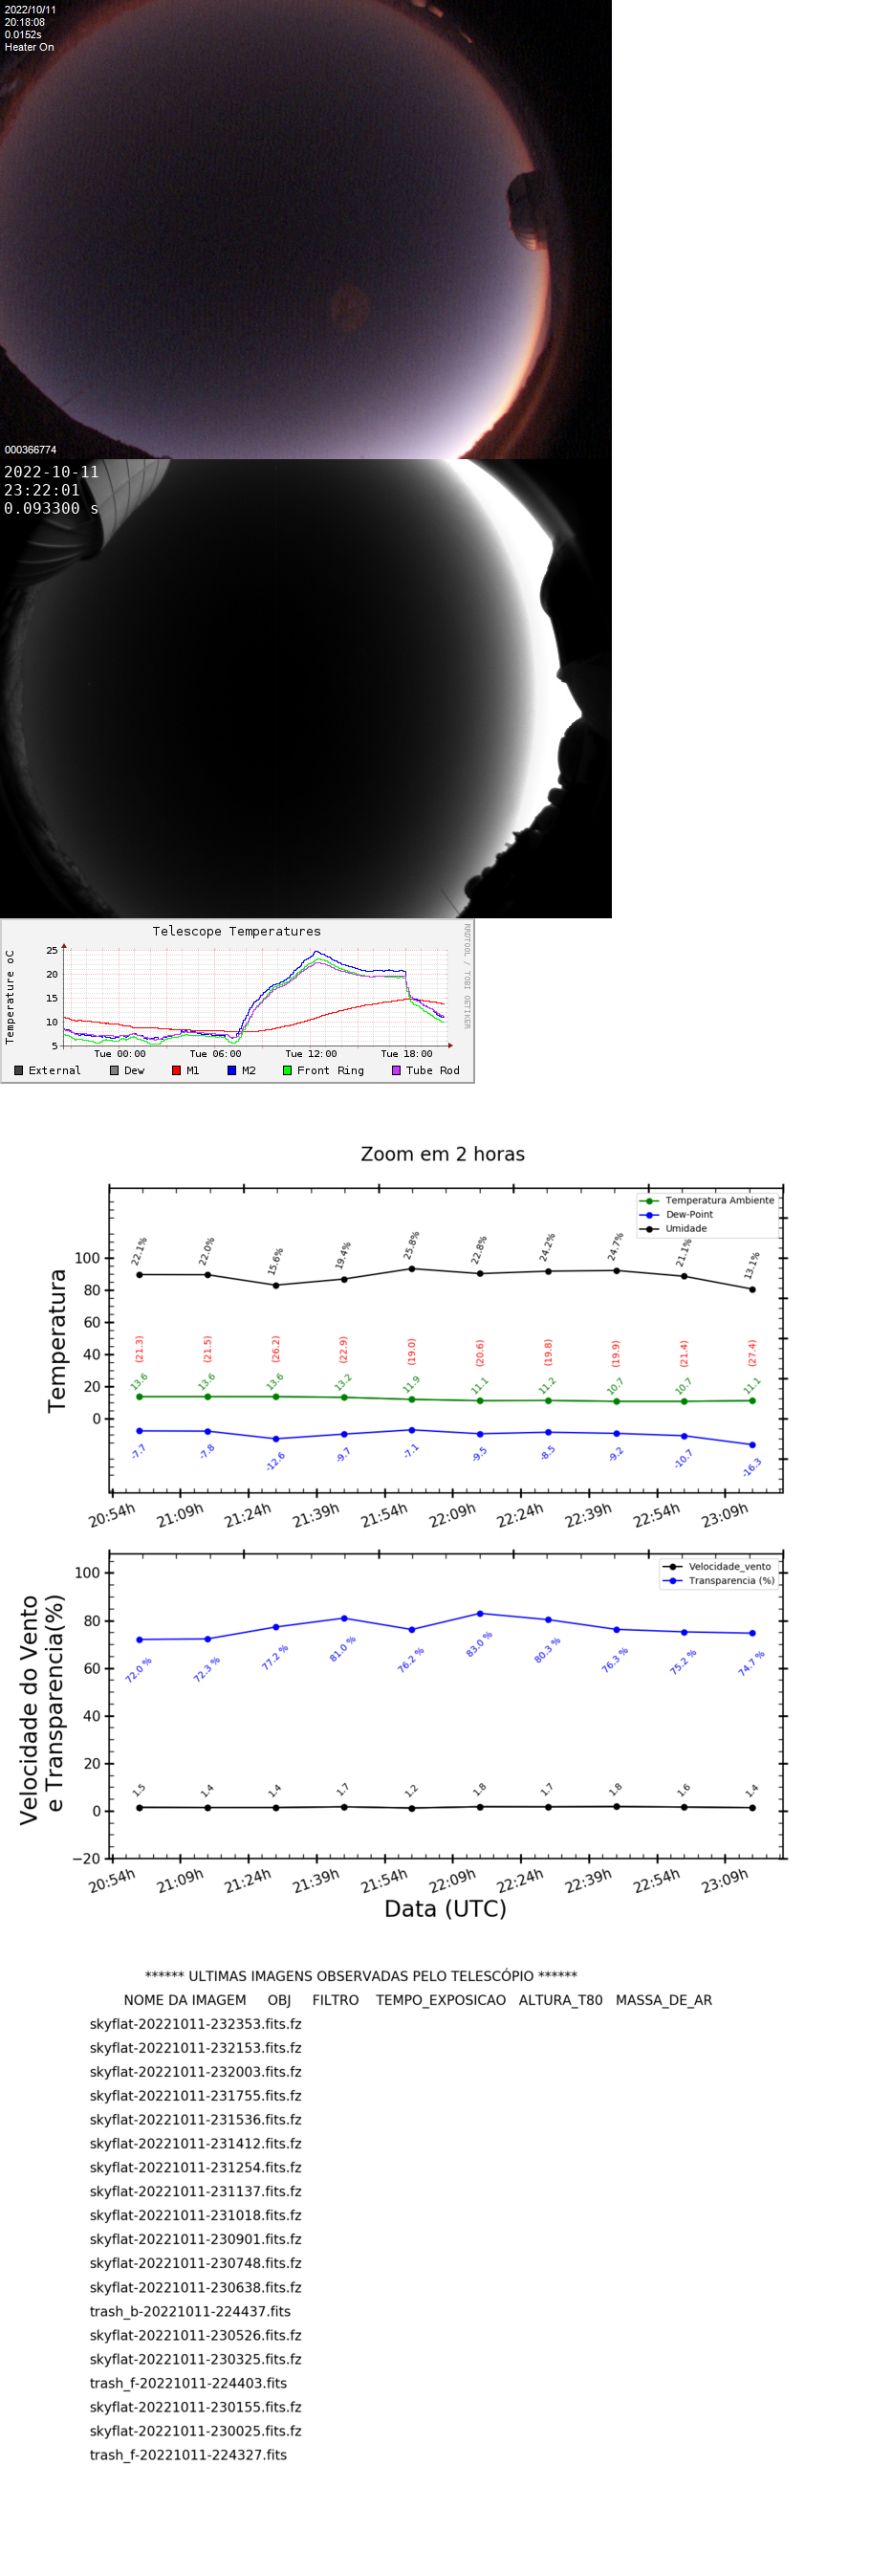 2022/10/11
20:18:08
0.0152s
Heater On
000366774
2022-10-11
23:22:01
0.093300 s
Telescope Temperatures
RRDTOOL / TOBI OETIKER
Temperature oC
25
20
15
10
5
Tue 00:00 Tue 06:00 Tue 12:00 Tue 18:00
External Dew M1 M2 Front Ring Tube Rod
Zoom em 2 horas
Temperatura Ambiente
Dew-Point
Umidade
Temperatura
100
80
60
40
20
0
22.1% 22.0% 15.6% 19.4% 25.8% 22.8% 24.2% 24.7% 21.1% 13.1%
(21.3) (21.5) (26.2) (22.9) (19.0) (20.6) (19.8) (19.9) (21.4) (27.4)
13.6 13.6 13.6 13.2 11.9 11.1 11.2 10.7 10.7 11.1
-7.7 -7.8 -12.6 -9.7 -7.1 -9.5 -8.5 -9.2 -10.7 -16.3
20:54h 21:09h 21:24h 21:39h 21:54h 22:09h 22:24h 22:39h 22:54h 23:09h
Velocidade_vento
Transparencia (%)
Velocidade do Vento
e Transparencia(%)
100
80
60
40
20
0
−20
72.0 % 72.3 % 77.2 % 81.0 % 76.2 % 83.0 % 80.3 % 76.3 % 75.2 % 74.7 %
1.5 1.4 1.4 1.7 1.2 1.8 1.7 1.8 1.6 1.4
20:54h 21:09h 21:24h 21:39h 21:54h 22:09h 22:24h 22:39h 22:54h 23:09h
Data (UTC)
****** ULTIMAS IMAGENS OBSERVADAS PELO TELESCÓPIO ******
NOME DA IMAGEM OBJ FILTRO TEMPO_EXPOSICAO ALTURA_T80 MASSA_DE_AR
skyflat-20221011-232353.fits.fz
skyflat-20221011-232153.fits.fz
skyflat-20221011-232003.fits.fz
skyflat-20221011-231755.fits.fz
skyflat-20221011-231536.fits.fz
skyflat-20221011-231412.fits.fz
skyflat-20221011-231254.fits.fz
skyflat-20221011-231137.fits.fz
skyflat-20221011-231018.fits.fz
skyflat-20221011-230901.fits.fz
skyflat-20221011-230748.fits.fz
skyflat-20221011-230638.fits.fz
trash_b-20221011-224437.fits
skyflat-20221011-230526.fits.fz
skyflat-20221011-230325.fits.fz
trash_f-20221011-224403.fits
skyflat-20221011-230155.fits.fz
skyflat-20221011-230025.fits.fz
trash_f-20221011-224327.fits